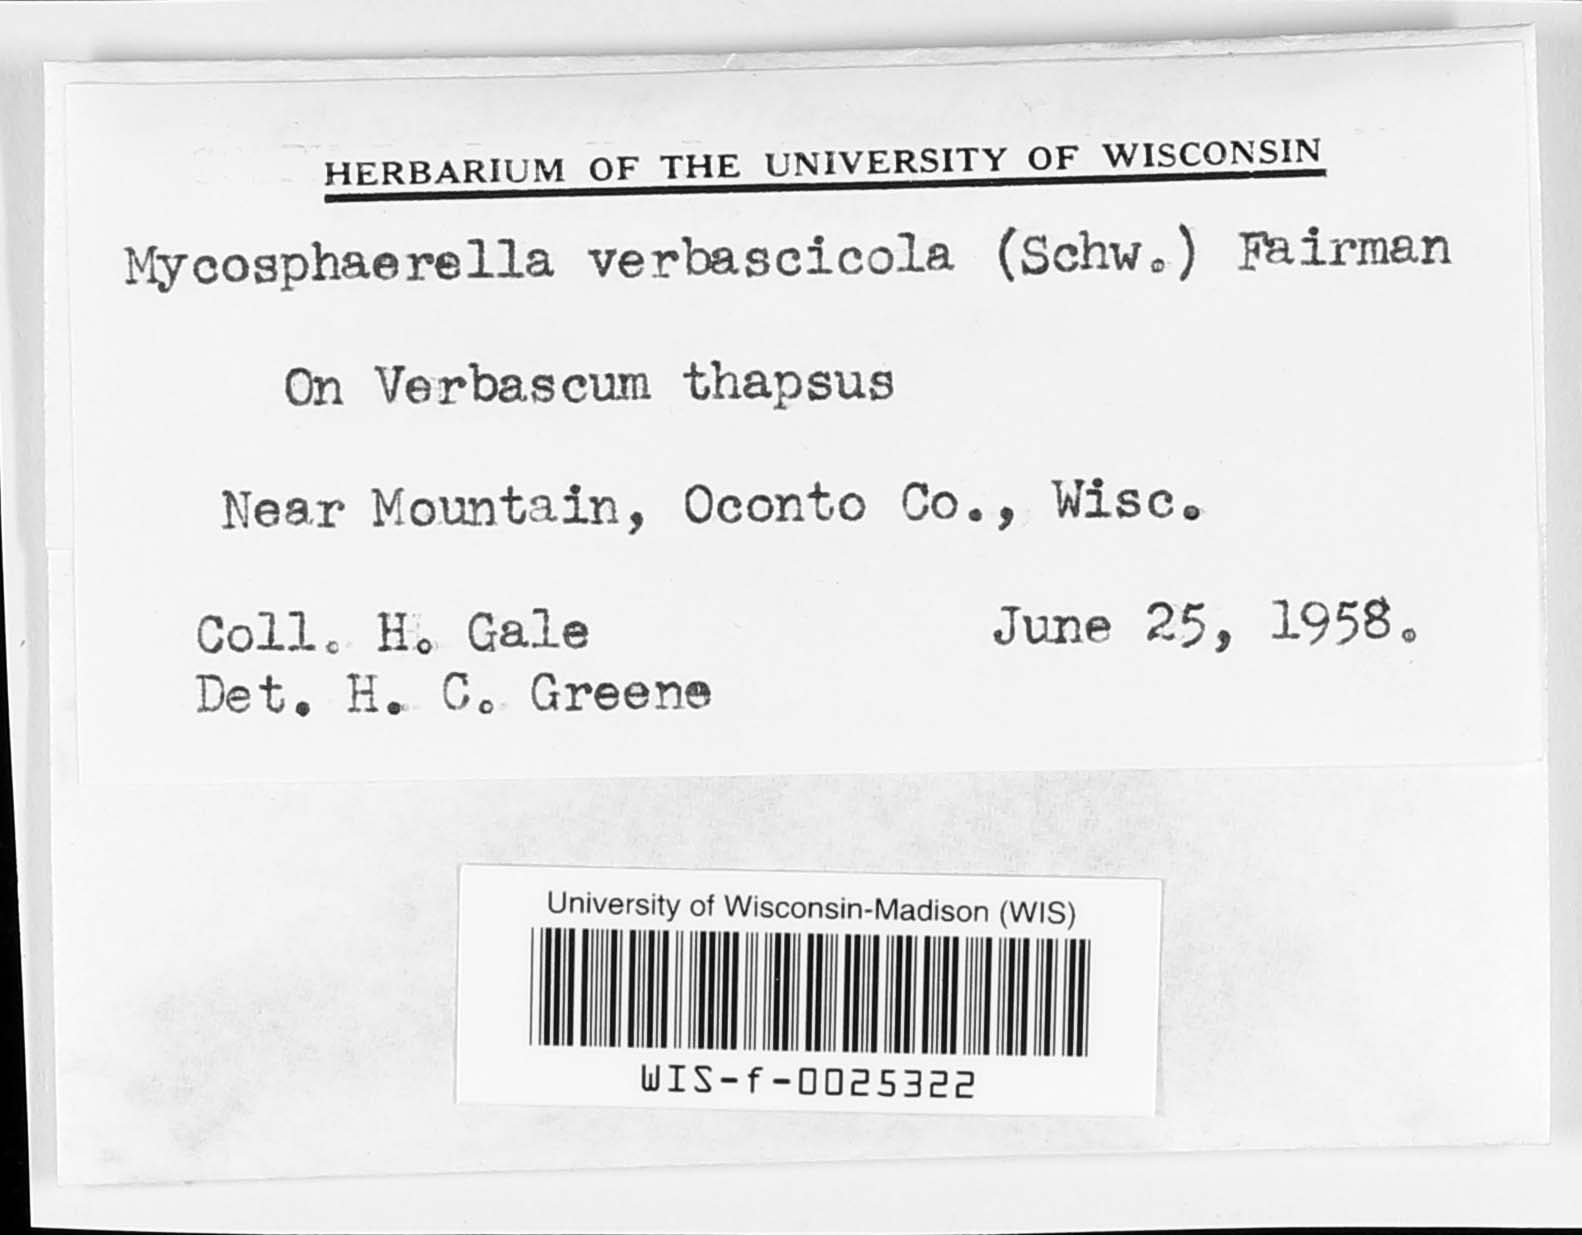 HERBARIUM OF THE UNIVERSITY OF WISCONSIN
Mycosphaerella verbascicola (Schw.) Fairman
On Verbascum thapsus
Near Mountain, Oconto Co., Wisc.
Coll. H. Gale June 25, 1958.
Det. H. C. Greene
University of Wisconsin-Madison (WIS)
WIS-f-0025322